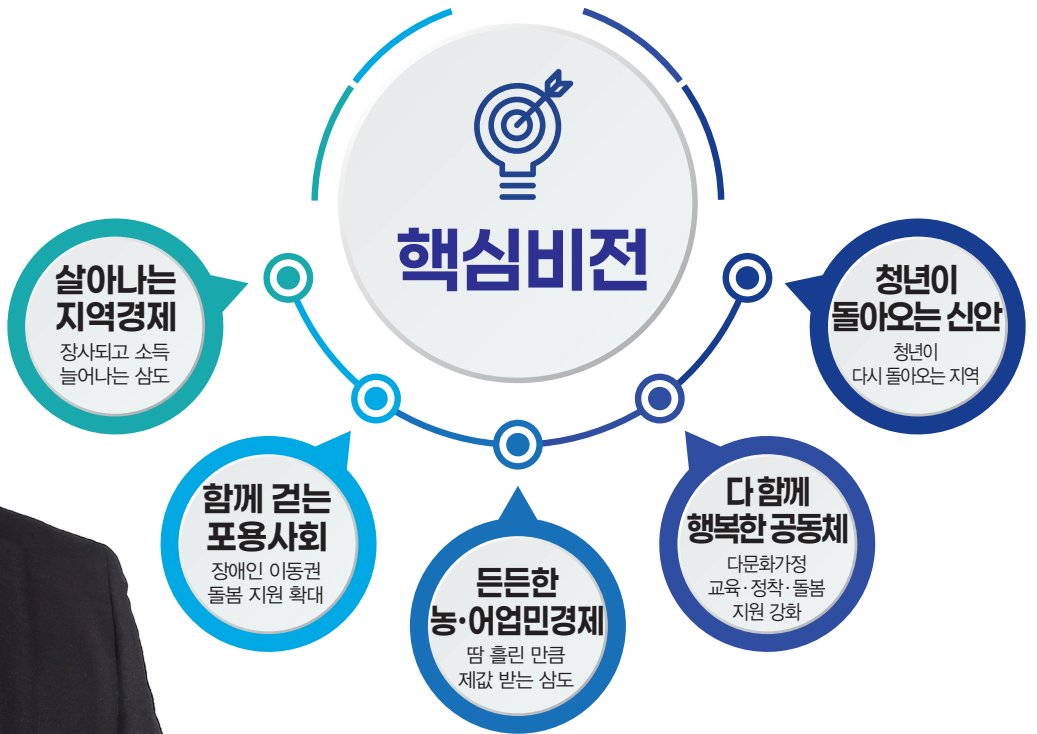 핵심비전
살아나는
지역경제
장사되고 소득
늘어나는 삼도
함께 걷는
포용사회
장애인 이동권
돌봄 지원 확대
든든한
농·어업민경제
땀 흘린 만큼
제값 받는 삼도
다 함께
행복한 공동체
다문화가정
교육·정착·돌봄
지원 강화
청년이
돌아오는 신안
청년이
다시 돌아오는 지역